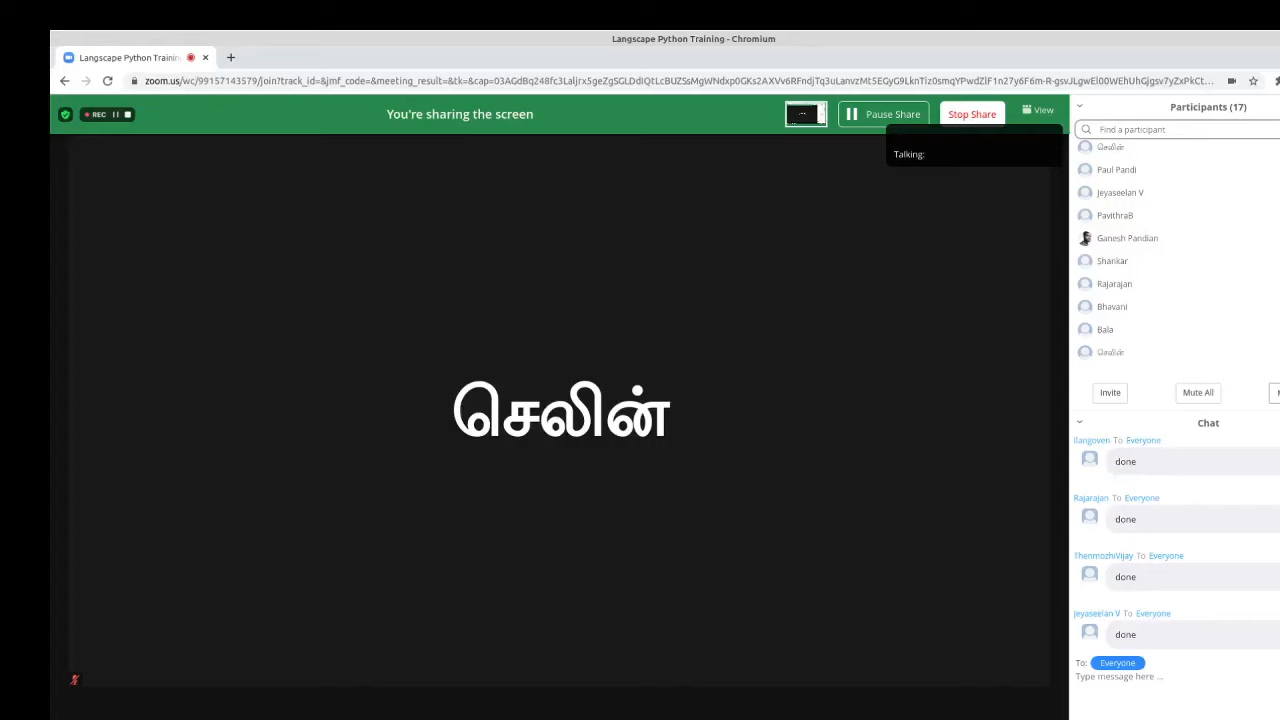 Langscape Python Training - Chromium
Langscape Python Trainin
zoom.us/wc/99157143579/join?track_id=&jmf_code=&meeting_result=&tk=&cap=
REC
You're sharing the screen
Pause Share
Stop Share
View
Talking:
செலின்
Participants (17)
Find a participant
செலின்
Paul Pandi
Jeyaseelan V
PavithraB
Ganesh Pandian
Shankar
Rajarajan
Bhavani
Bala
செலின்
Invite
Mute All
Chat
Ilangoven To Everyone
done
Rajarajan To Everyone
done
ThenmozhiVijay To Everyone
done
Jeyaseelan V To Everyone
done
To: Everyone
Type message here ...